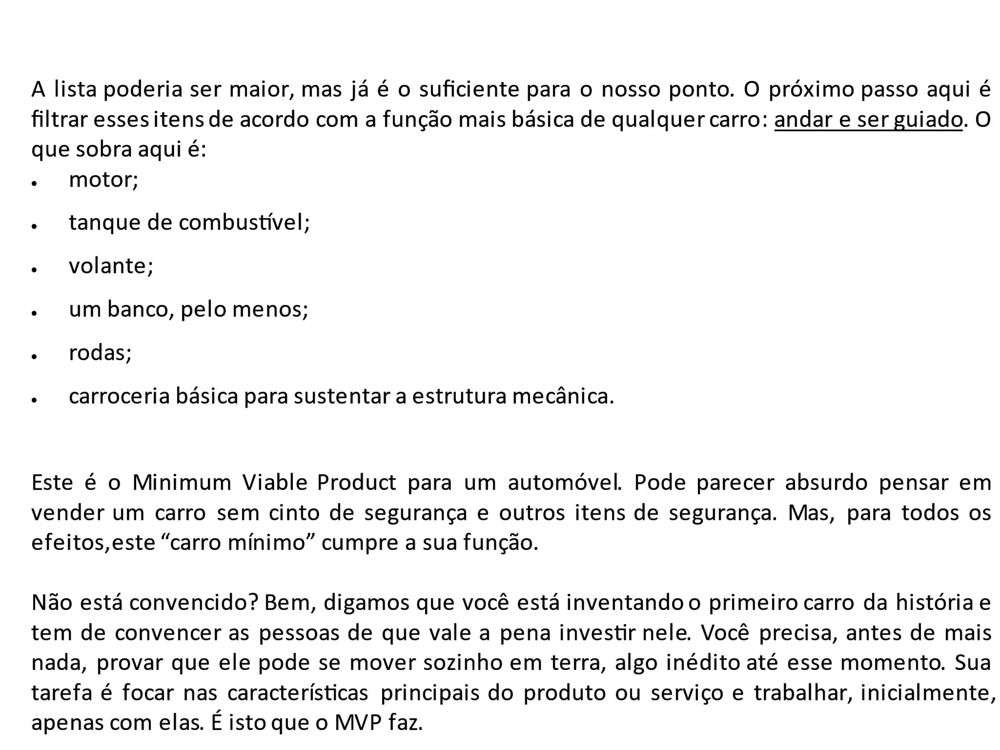 A lista poderia ser maior, mas já é o suficiente para o nosso ponto. O próximo passo aqui é
filtrar esses itens de acordo com a função mais básica de qualquer carro: andar e ser guiado. O
que sobra aqui é:
• motor;
• tanque de combustível;
• volante;
• um banco, pelo menos;
• rodas;
• carroceria básica para sustentar a estrutura mecânica.
Este é o Minimum Viable Product para um automóvel. Pode parecer absurdo pensar em
vender um carro sem cinto de segurança e outros itens de segurança. Mas, para todos os
efeitos, este “carro mínimo” cumpre a sua função.
Não está convencido? Bem, digamos que você está inventando o primeiro carro da história e
tem de convencer as pessoas de que vale a pena investir nele. Você precisa, antes de mais
nada, provar que ele pode se mover sozinho em terra, algo inédito até esse momento. Sua
tarefa é focar nas características principais do produto ou serviço e trabalhar, inicialmente,
apenas com elas. É isto que o MVP faz.